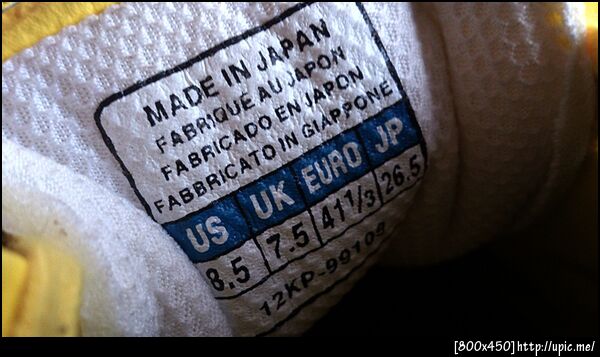 MADE IN JAPAN
FABRIQUE AU JAPON
FABRICADO EN JAPON
FABBRICATO IN GIAPPONE
US UK EURO JP
8.5 7.5 41 1/3 26.5
12KP-99108
[800x450]http://upic.me/